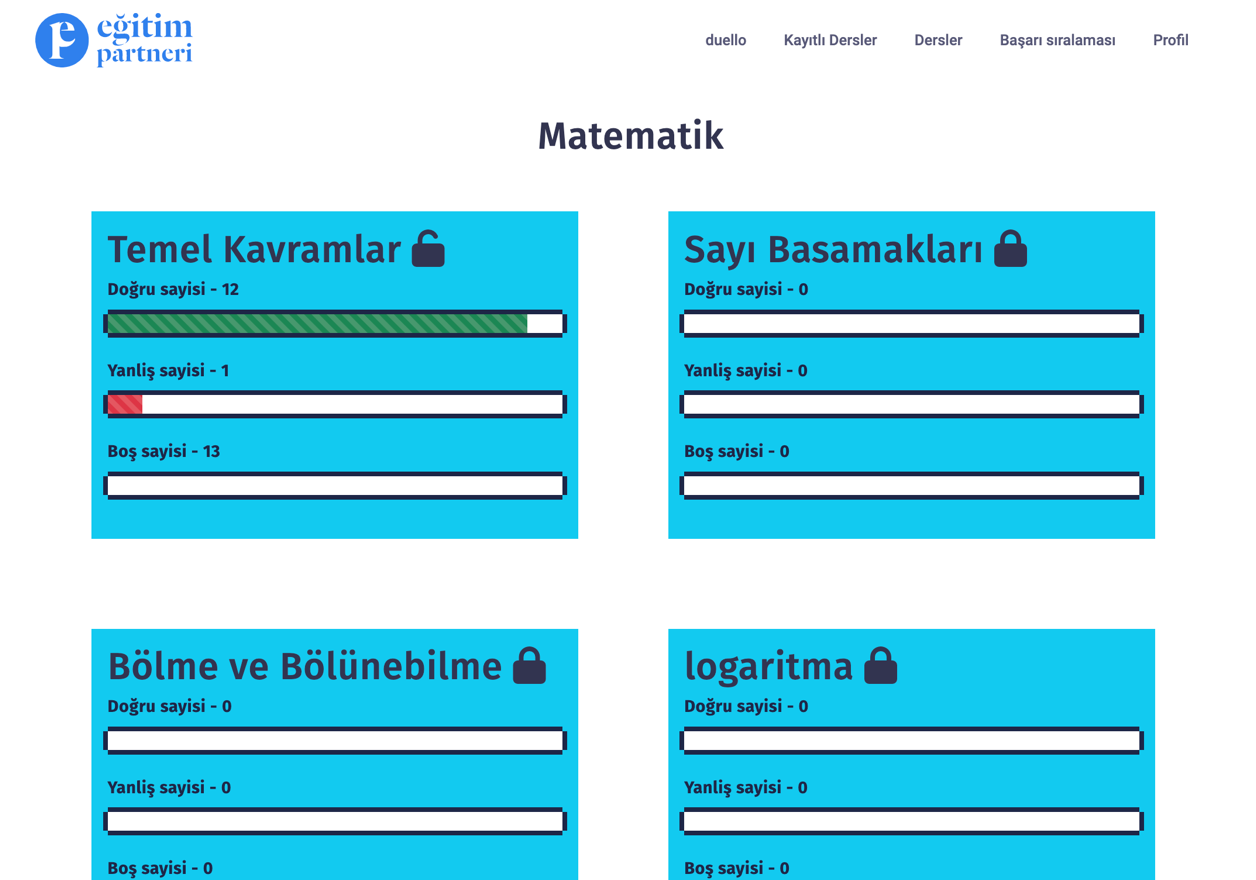 eğitim
partneri
duello
Kayıtlı Dersler
Dersler
Başarı sıralaması
Profil
Matematik
Temel Kavramlar
Doğru sayisi - 12
Yanliş sayisi - 1
Boş sayisi - 13
Sayı Basamakları
Doğru sayisi - 0
Yanliş sayisi - 0
Boş sayisi - 0
Bölme ve Bölünebilme
Doğru sayisi - 0
Yanliş sayisi - 0
Boş sayisi - 0
logaritma
Doğru sayisi - 0
Yanliş sayisi - 0
Boş sayisi - 0